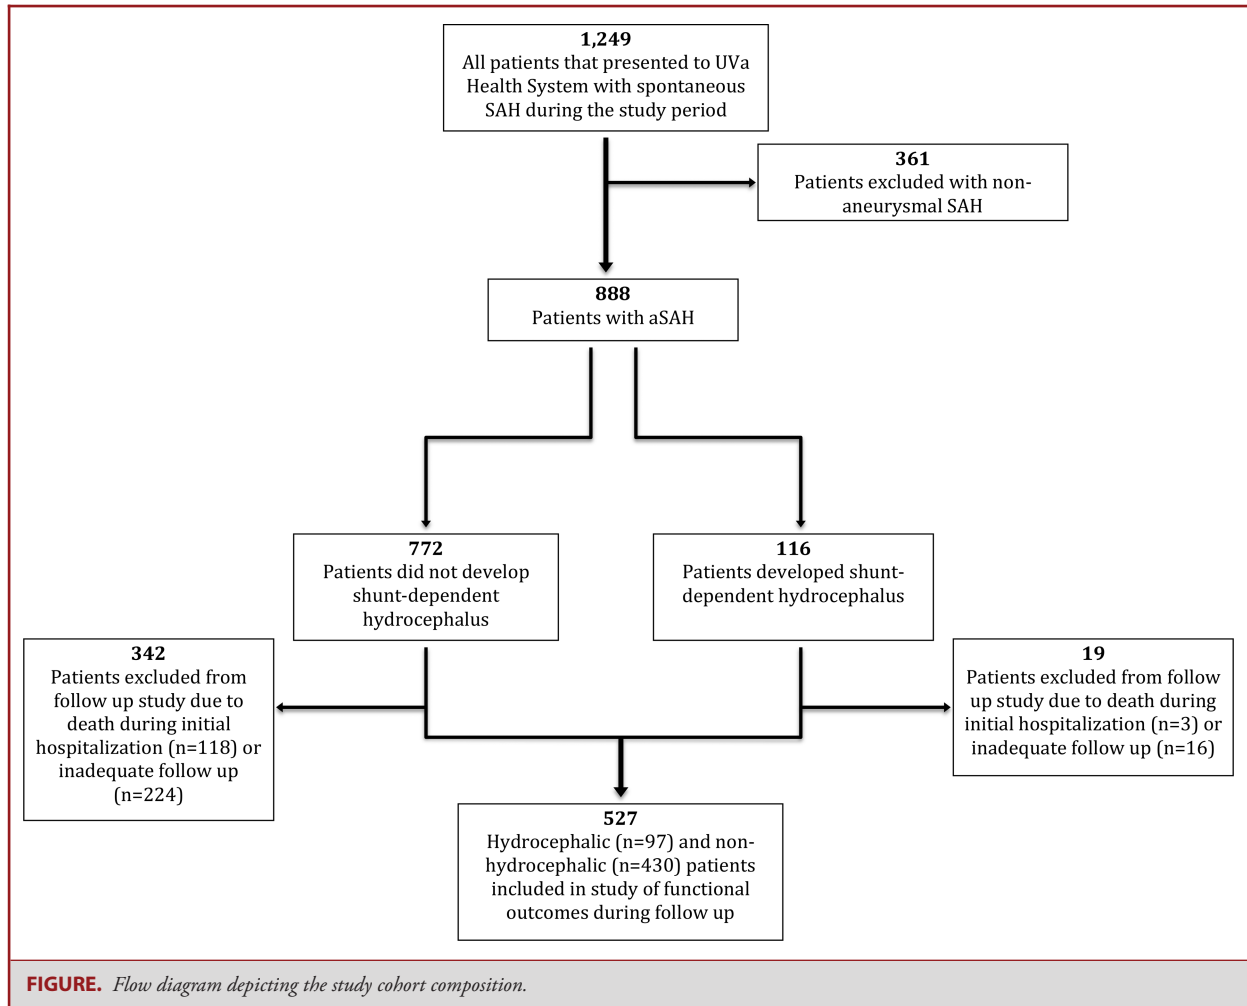 1,249
All patients that presented to UVa
Health System with spontaneous
SAH during the study period
361
Patients excluded with non-
aneurysmal SAH
888
Patients with aSAH
772
Patients did not develop
shunt-dependent
hydrocephalus
116
Patients developed shunt-
dependent hydrocephalus
342
Patients excluded from
follow up study due to
death during initial
hospitalization (n=118) or
inadequate follow up
(n=224)
19
Patients excluded from follow
up study due to death during
initial hospitalization (n=3) or
inadequate follow up (n=16)
527
Hydrocephalic (n=97) and non-
hydrocephalic (n=430) patients
included in study of functional
outcomes during follow up
FIGURE. Flow diagram depicting the study cohort composition.